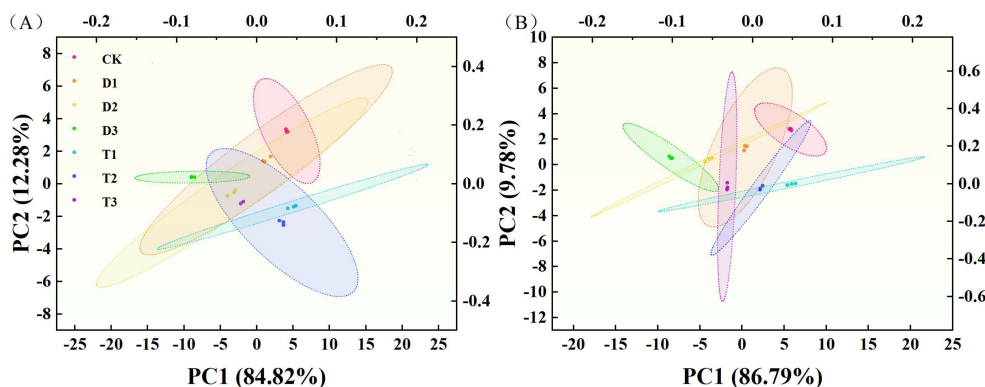 (A)
-0.2 -0.1 0.0 0.1 0.2
8
6
4
2
0
-2
-4
-6
-8
PC2 (12.28%)
CK
D1
D2
D3
T1
T2
T3
0.4
0.2
0.0
-0.2
-0.4
-25 -20 -15 -10 -5 0 5 10 15 20 25
PC1 (84.82%)
(B)
-0.2 -0.1 0.0 0.1 0.2
10
8
6
4
2
0
-2
-4
-6
-8
-10
-12
PC2 (9.78%)
0.6
0.4
0.2
0.0
-0.2
-0.4
-0.6
-20 -15 -10 -5 0 5 10 15 20 25
PC1 (86.79%)